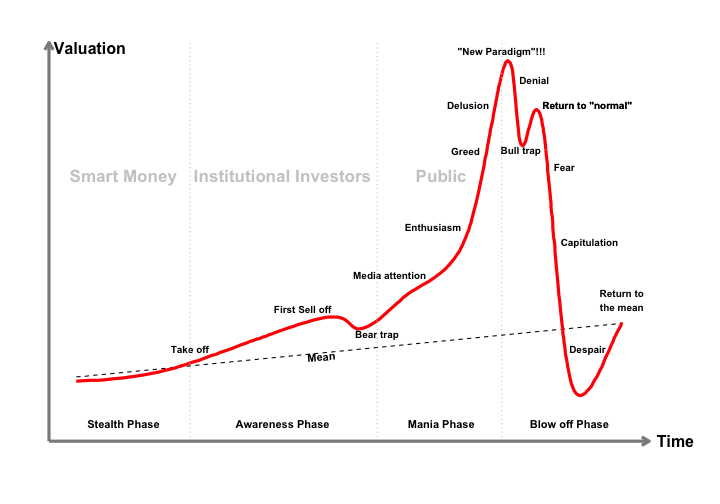 Valuation
"New Paradigm"!!!
Denial
Delusion
Return to "normal"
Greed
Bull trap
Fear
Smart Money
Institutional Investors
Public
Enthusiasm
Capitulation
Media attention
Return to
the mean
First Sell off
Bear trap
Take off
Mean
Despair
Stealth Phase
Awareness Phase
Mania Phase
Blow off Phase
Time